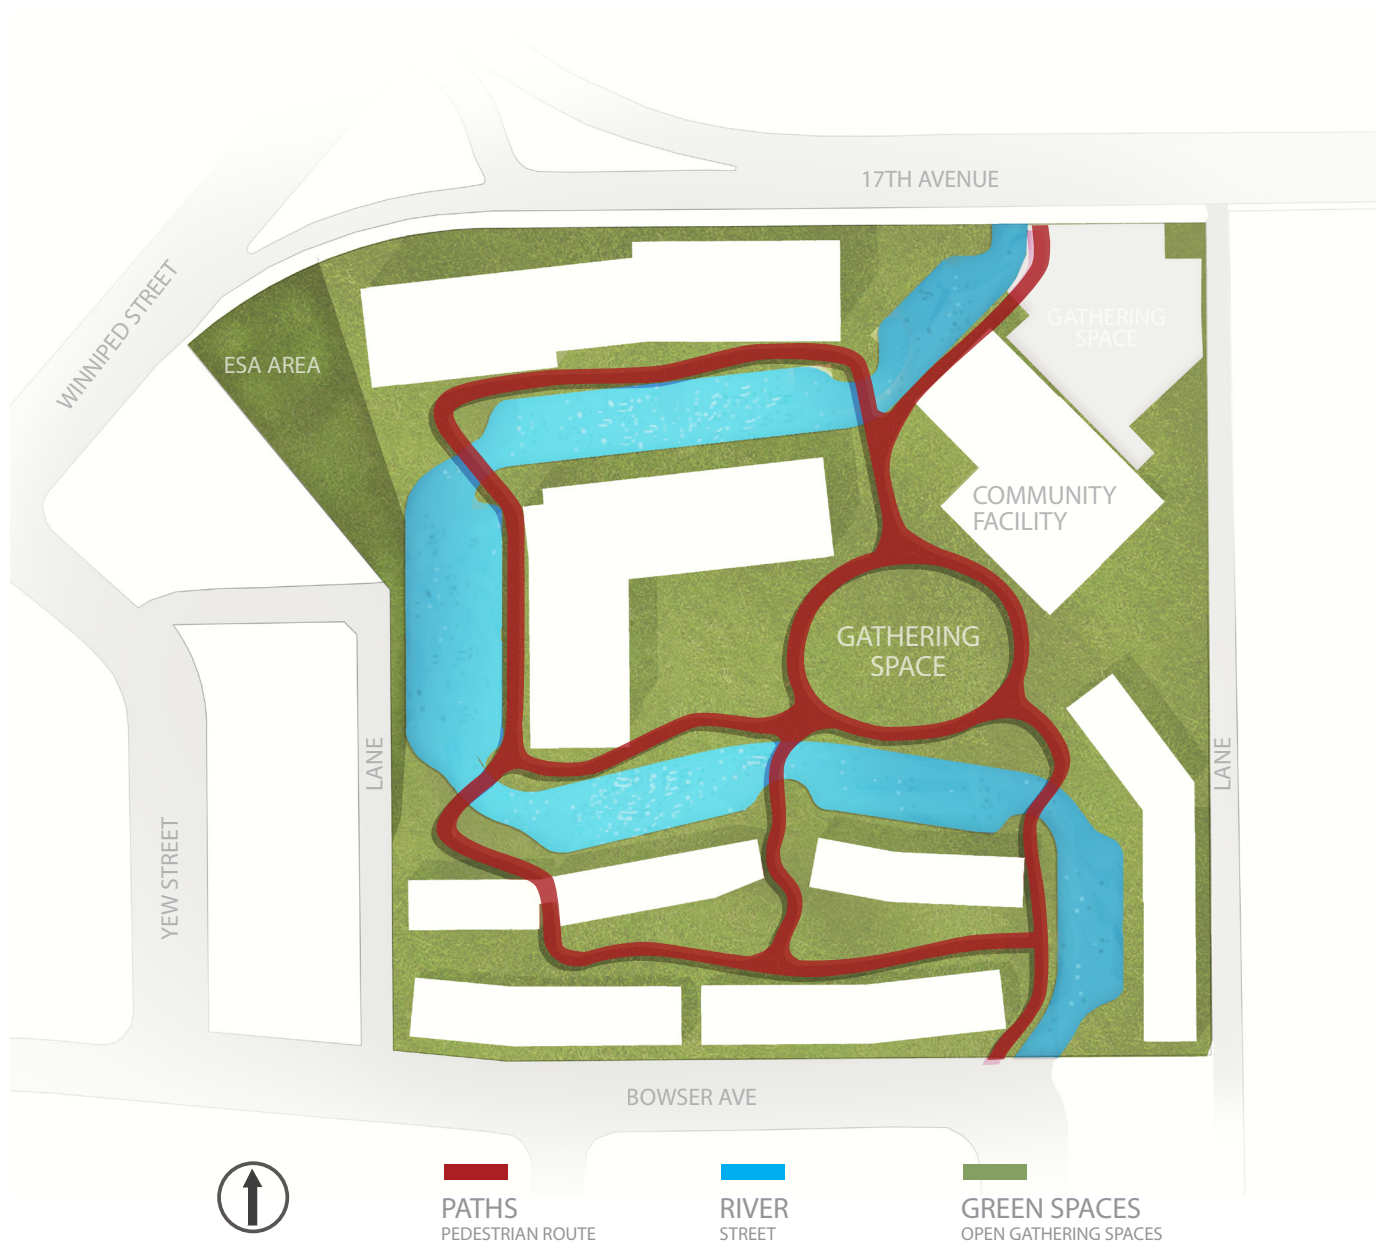 17TH AVENUE
WINNIPED STREET
ESA AREA
GATHERING
SPACE
COMMUNITY
FACILITY
GATHERING
SPACE
LANE
LANE
YEW STREET
BOWSER AVE
PATHS
PEDESTRIAN ROUTE
RIVER
STREET
GREEN SPACES
OPEN GATHERING SPACES